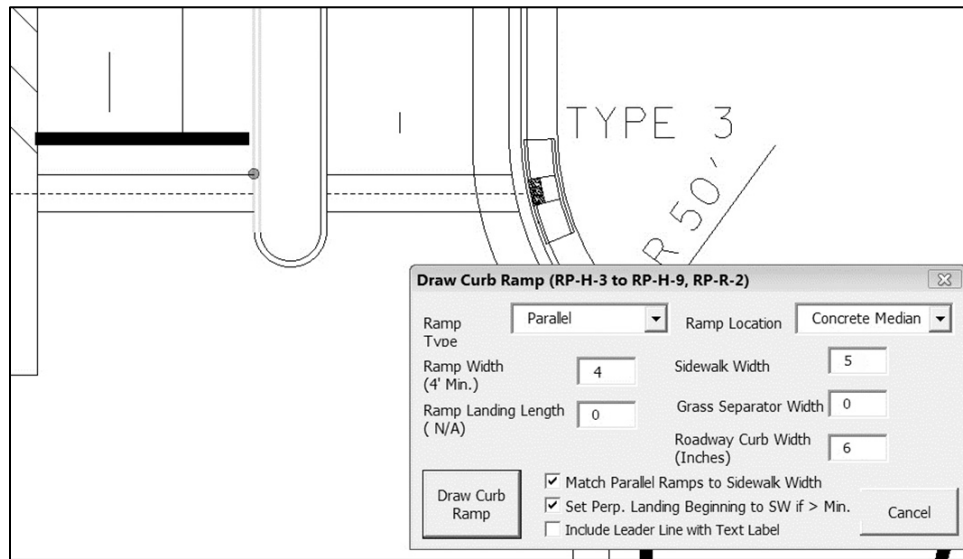 TYPE 3
R 50'
Draw Curb Ramp (RP-H-3 to RP-H-9, RP-R-2)
Ramp Type
Parallel
Ramp Location
Concrete Median
Ramp Width
(4' Min.)
4
Sidewalk Width
5
Ramp Landing Length
( N/A)
0
Grass Separator Width
0
Roadway Curb Width
(Inches)
6
Draw Curb
Ramp
Match Parallel Ramps to Sidewalk Width
Set Perp. Landing Beginning to SW if > Min.
Include Leader Line with Text Label
Cancel